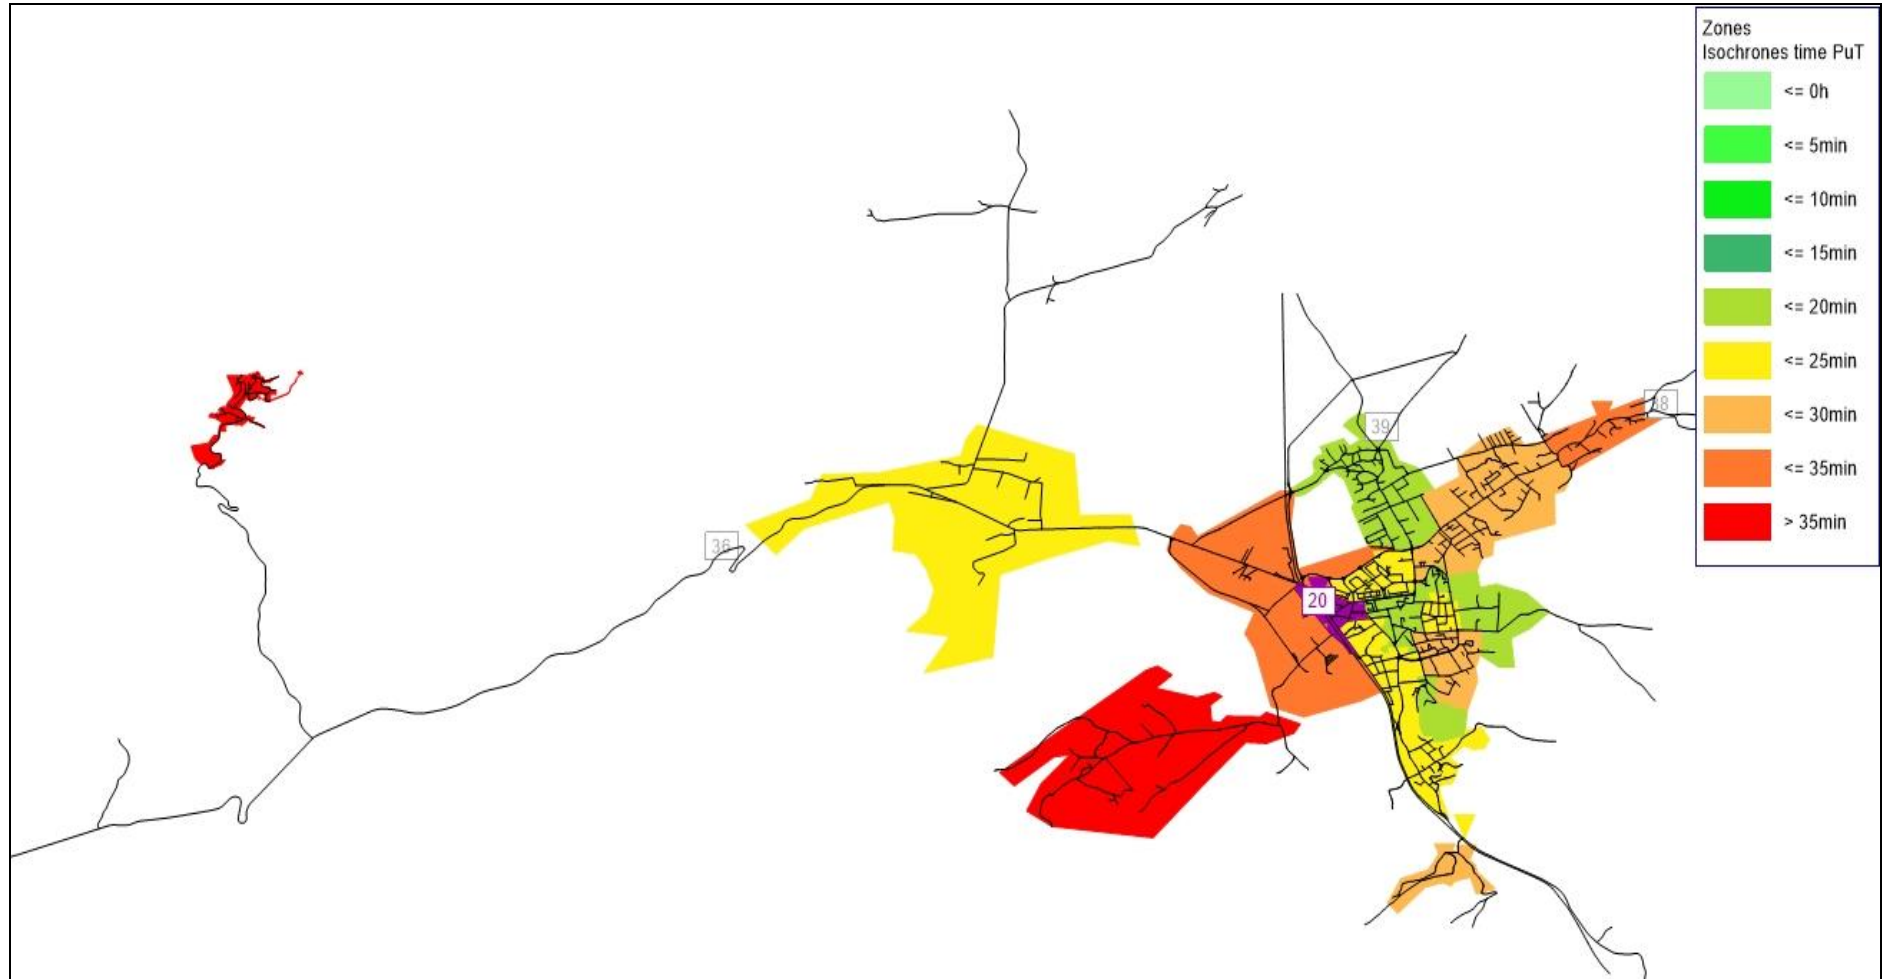 Zones
Isochrones time PuT
<= 0h
<= 5min
<= 10min
<= 15min
<= 20min
<= 25min
<= 30min
<= 35min
> 35min
38
39
36
20